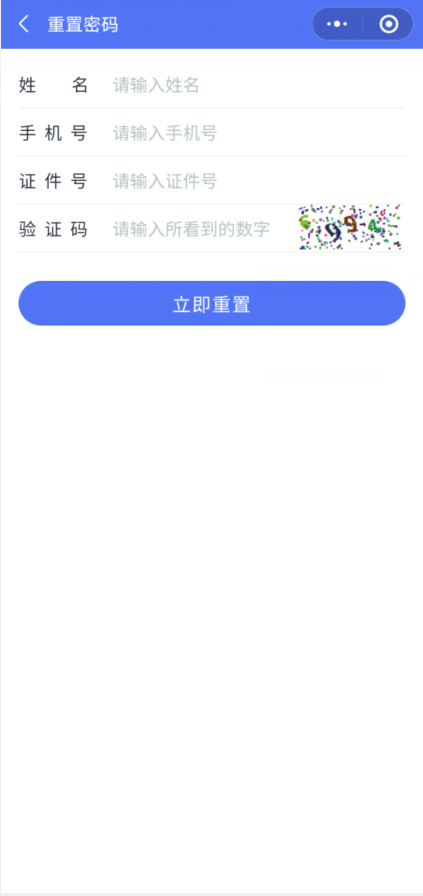 重置密码
姓 名 请输入姓名
手机号 请输入手机号
证件号 请输入证件号
验证码 请输入所看到的数字
立即重置